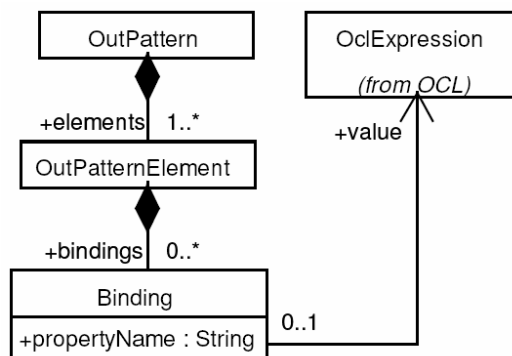 OutPattern
OclExpression
(from OCL)
+elements 1..*
+value
OutPatternElement
+bindings 0..*
Binding
0..1
+propertyName : String